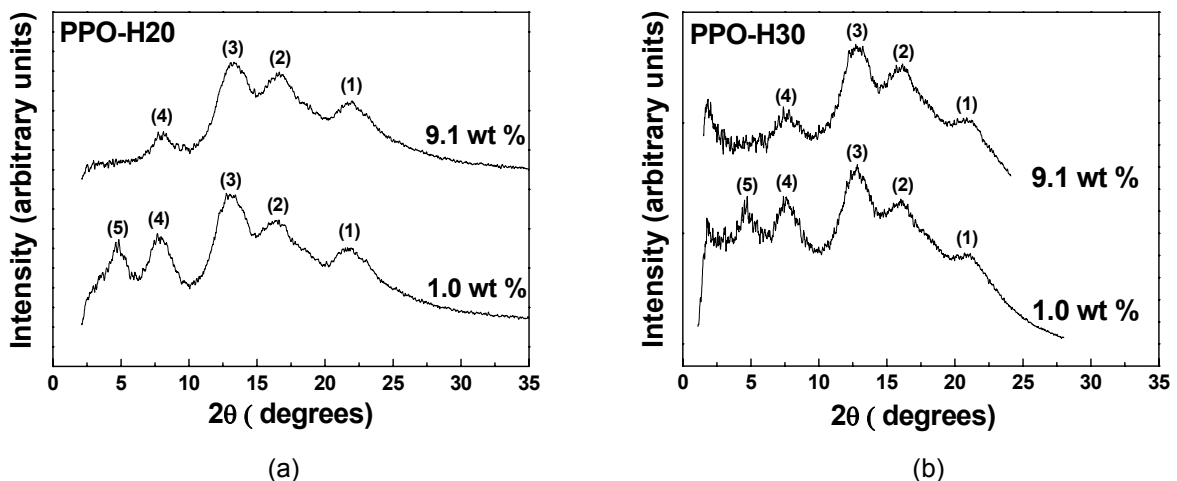 PPO-H20
(3)
(2)
(1)
(4)
9.1 wt %
(3)
(5)
(4)
(2)
(1)
1.0 wt %
Intensity (arbitrary units)
0 5 10 15 20 25 30 35
2θ ( degrees)
(a)
PPO-H30
(3)
(2)
(4)
(1)
9.1 wt %
(3)
(5)
(4)
(2)
(1)
1.0 wt %
Intensity (arbitrary units)
0 5 10 15 20 25 30 35
2θ ( degrees)
(b)